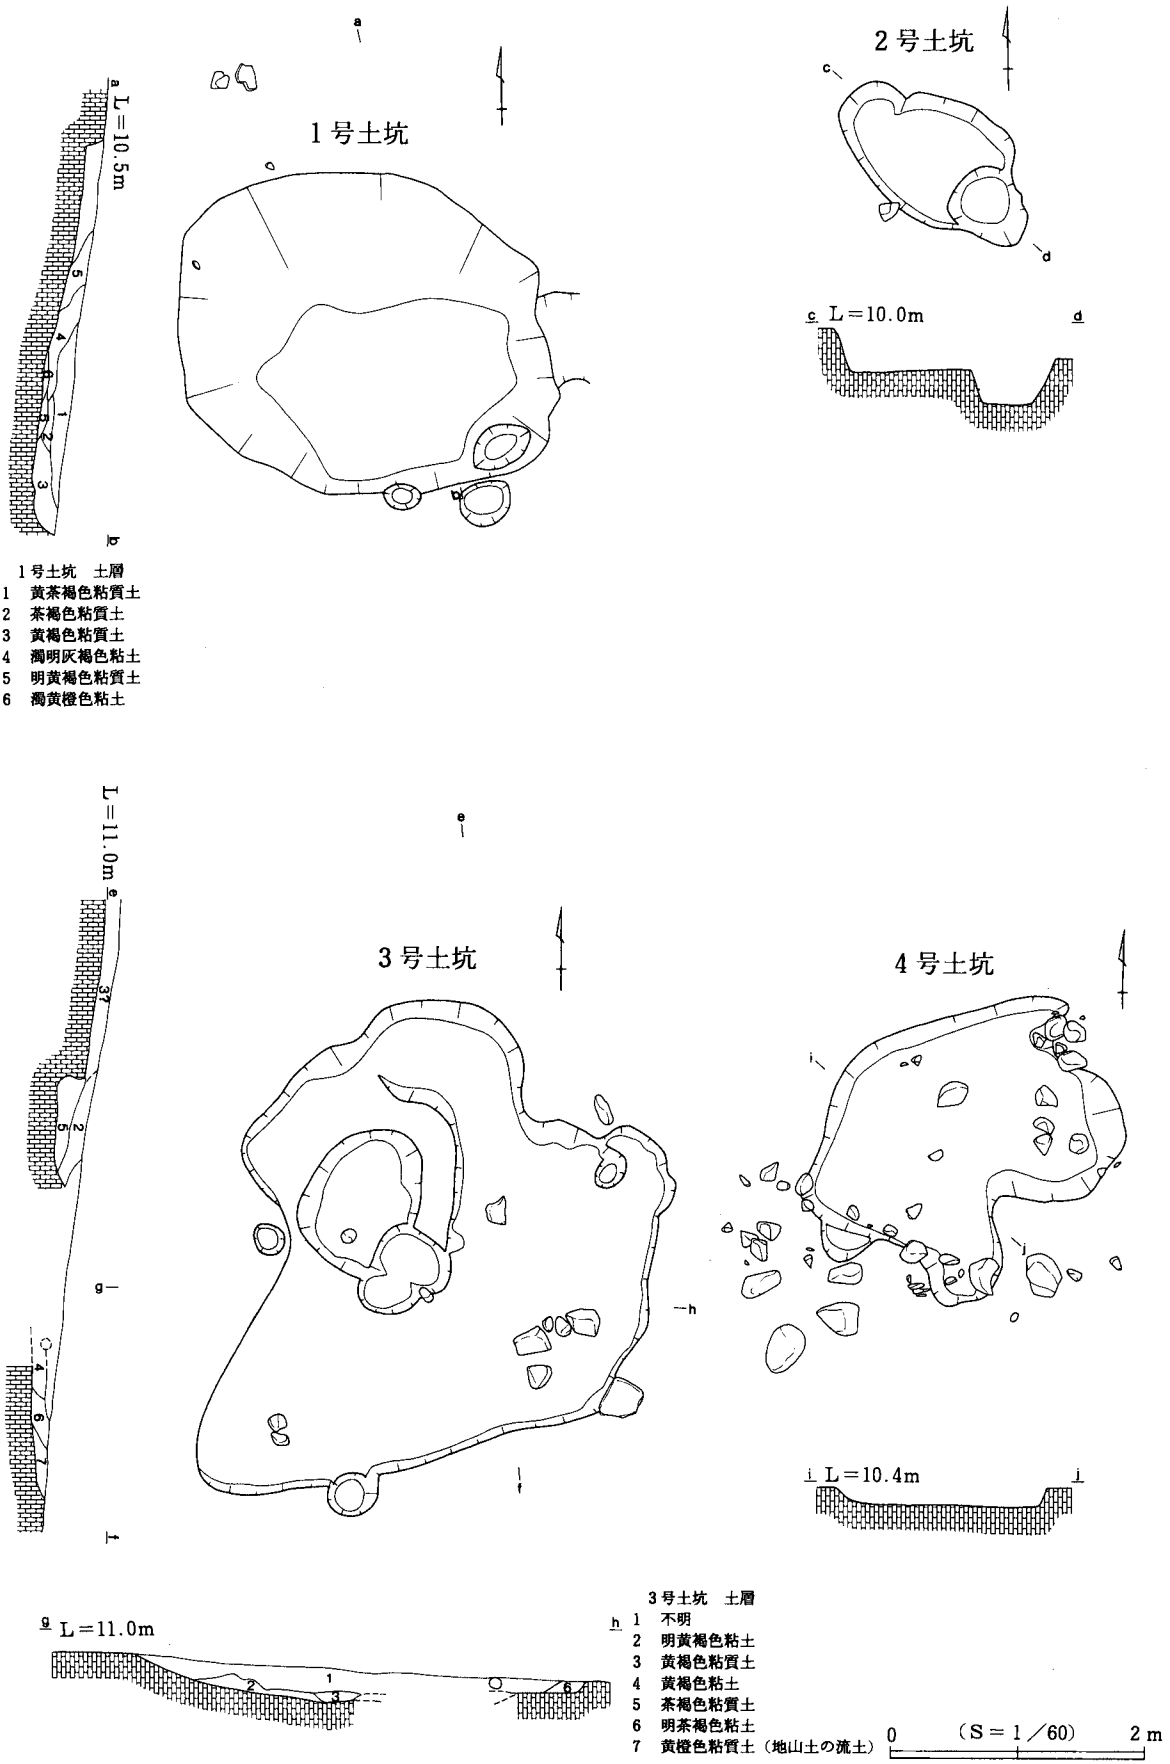 a
1号土坑
a L=10.5m
5
4
6
1
5
2
3
b
b
1号土坑 土層
1 黄茶褐色粘質土
2 茶褐色粘質土
3 黄褐色粘質土
4 濁明灰褐色粘土
5 明黄褐色粘質土
6 濁黄橙色粘土
2号土坑
c
d
c L=10.0m d
L=11.0m e
3?
2
5
4
6
7
f
e
3号土坑
g
h
f
4号土坑
i
j
i L=10.4m j
g L=11.0m h
1
2
3
6
3号土坑 土層
1 不明
2 明黄褐色粘土
3 黄褐色粘質土
4 黄褐色粘土
5 茶褐色粘質土
6 明茶褐色粘土
7 黄橙色粘質土(地山土の流土)
0 (S=1/60) 2m